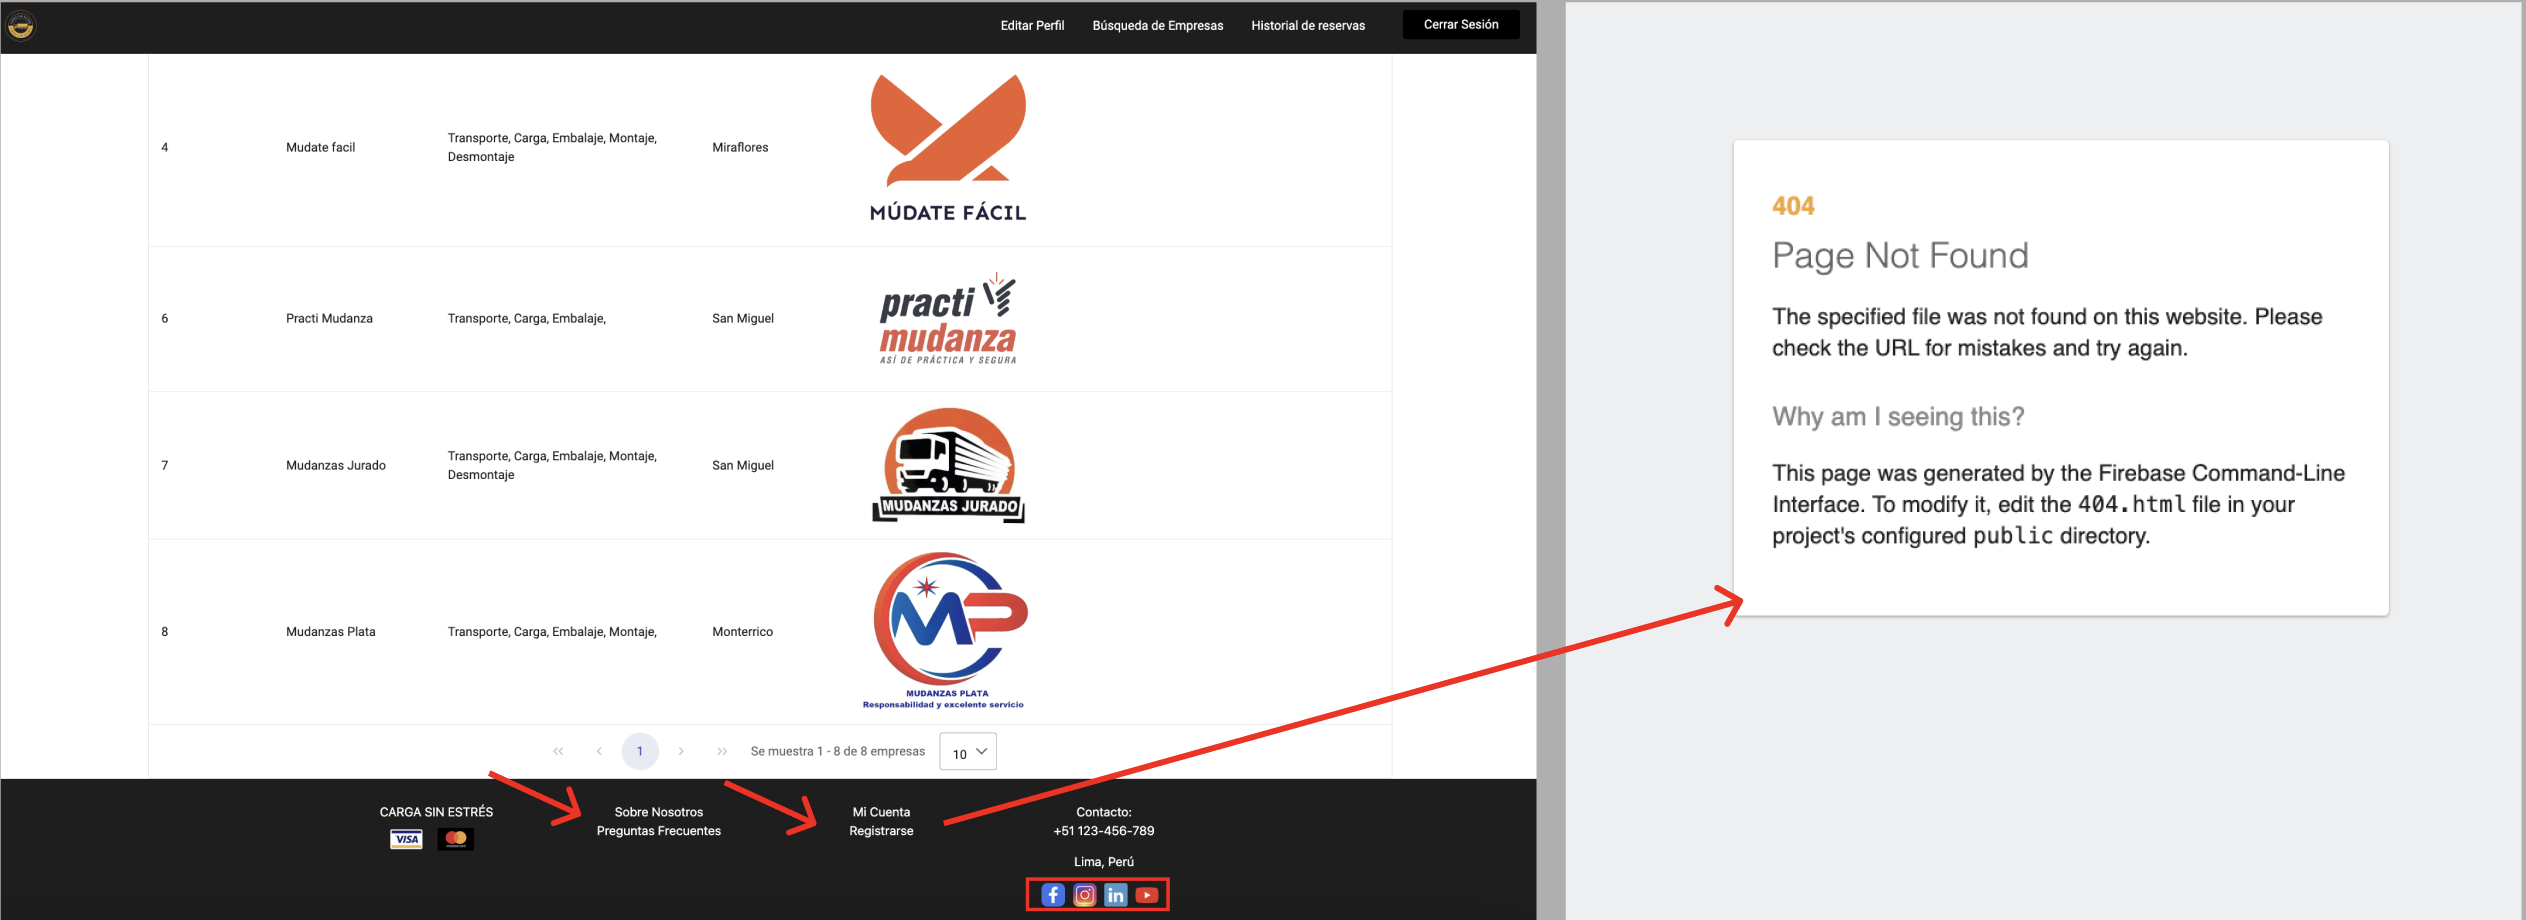 Editar Perfil
Búsqueda de Empresas
Historial de reservas
Cerrar Sesión
4
Mudate facil
Transporte, Carga, Embalaje, Montaje,
Desmontaje
Miraflores
MÚDATE FÁCIL
6
Practi Mudanza
Transporte, Carga, Embalaje,
San Miguel
practi
mudanza
ASÍ DE PRÁCTICA Y SEGURA
7
Mudanzas Jurado
Transporte, Carga, Embalaje, Montaje,
Desmontaje
San Miguel
MUDANZAS JURADO
8
Mudanzas Plata
Transporte, Carga, Embalaje, Montaje,
Monterrico
MP
MUDANZAS PLATA
Responsabilidad y excelente servicio
« ‹ 1 › » Se muestra 1 - 8 de 8 empresas 10
CARGA SIN ESTRÉS
VISA
Sobre Nosotros
Preguntas Frecuentes
Mi Cuenta
Registrarse
Contacto:
+51 123-456-789
Lima, Perú
f
in
404
Page Not Found
The specified file was not found on this website. Please
check the URL for mistakes and try again.
Why am I seeing this?
This page was generated by the Firebase Command-Line
Interface. To modify it, edit the 404.html file in your
project's configured public directory.